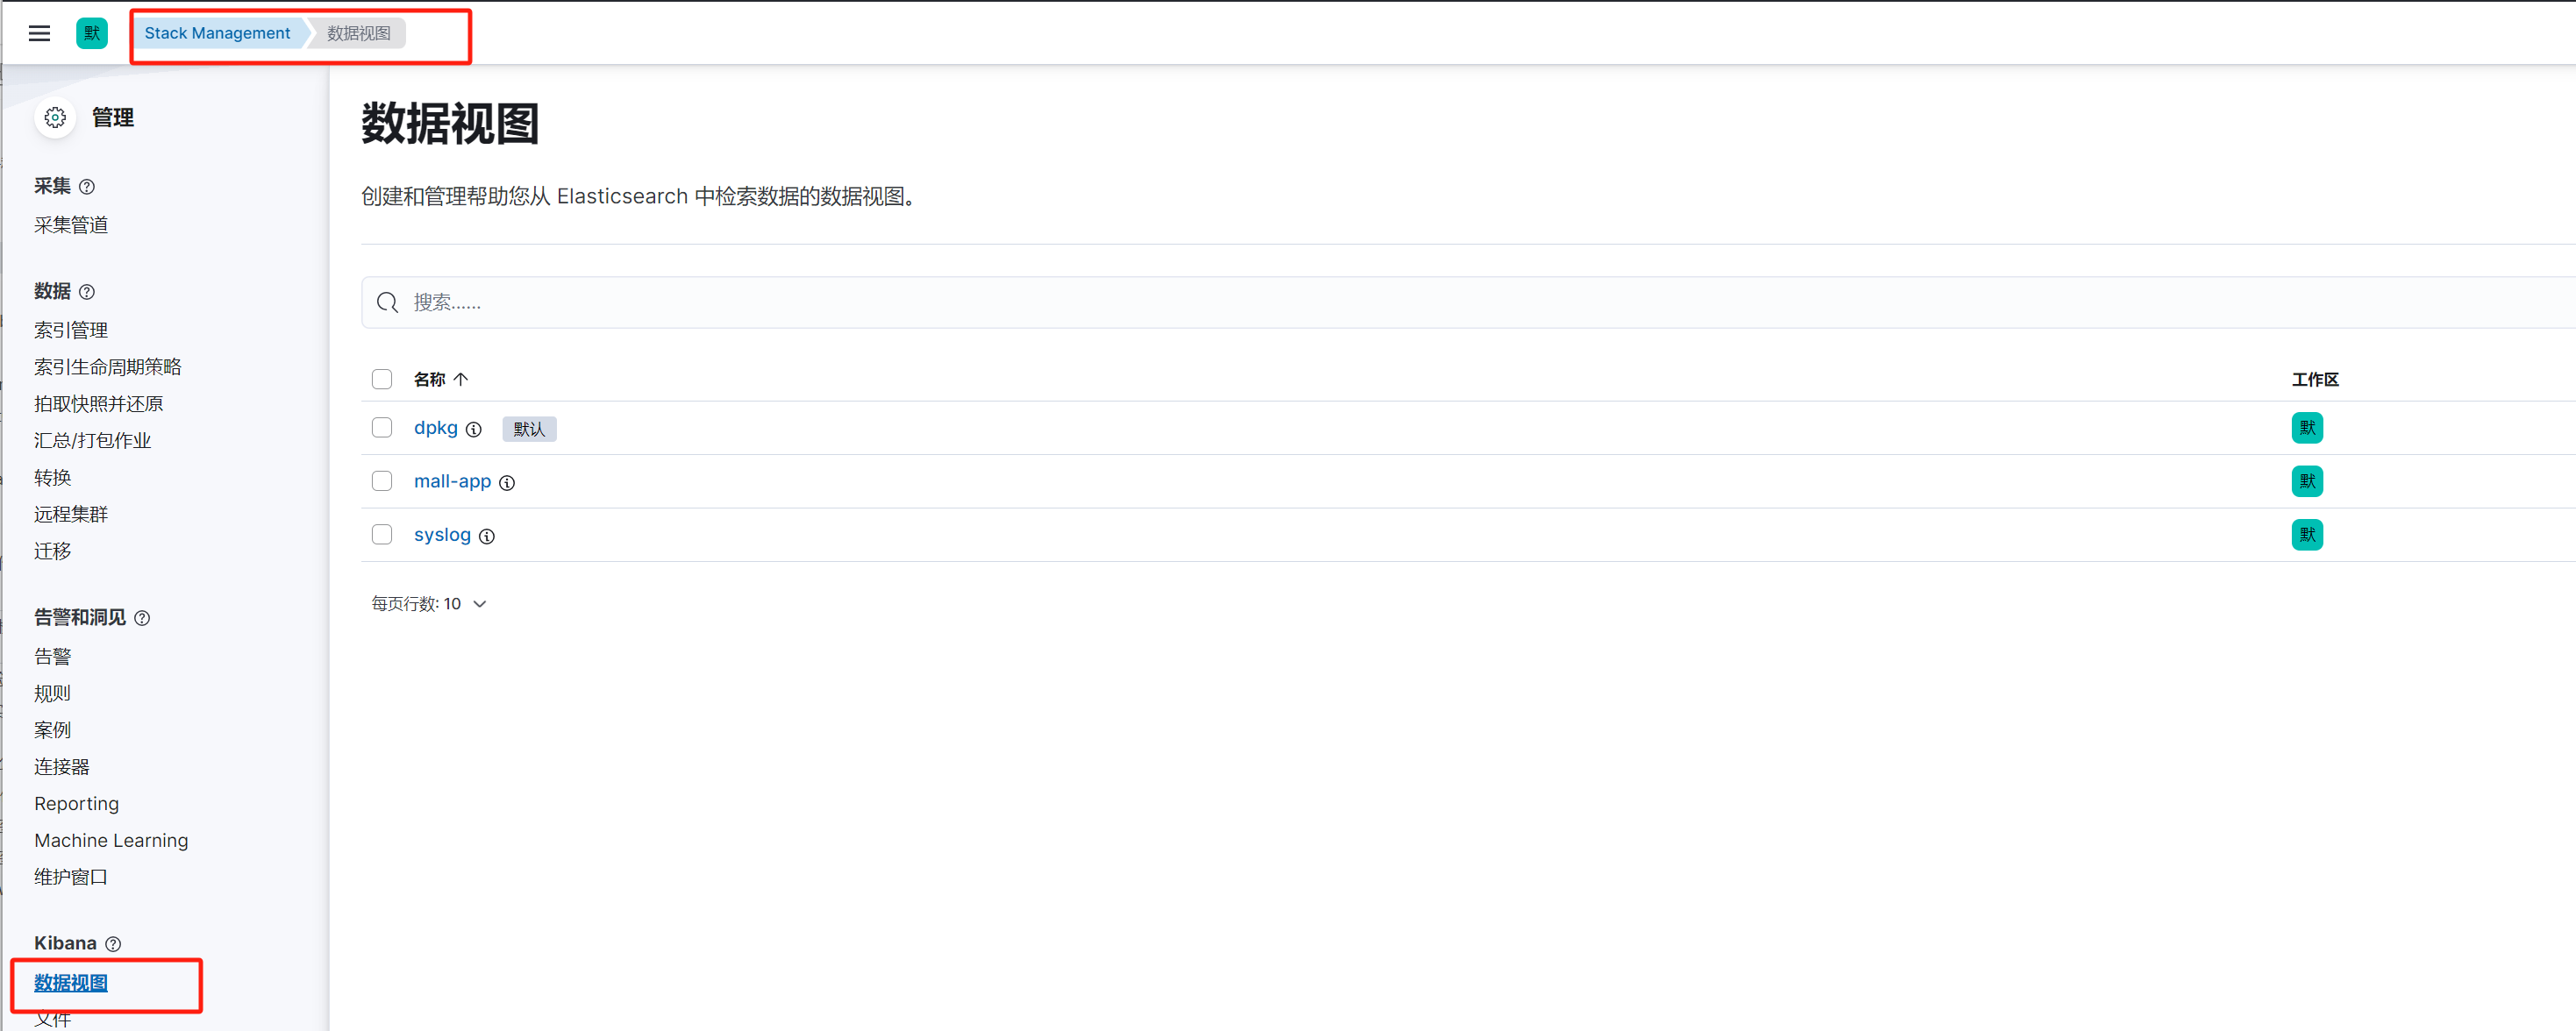 默 Stack Management 数据视图
管理
采集
采集管道
数据
索引管理
索引生命周期策略
拍取快照并还原
汇总/打包作业
转换
远程集群
迁移
告警和洞见
告警
规则
案例
连接器
Reporting
Machine Learning
维护窗口
Kibana
数据视图
文件
数据视图
创建和管理帮助您从 Elasticsearch 中检索数据的数据视图。
搜索......
名称 工作区
dpkg 默认 默
mall-app 默
syslog 默
每页行数: 10